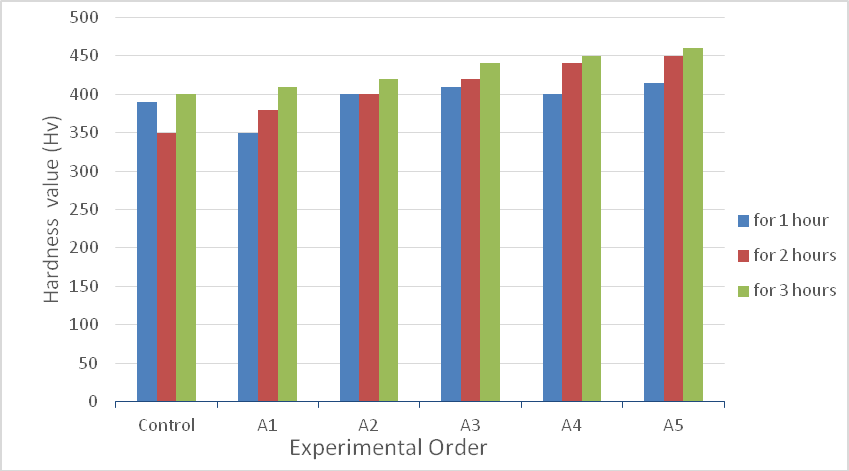 500
450
400
350
300
250
200
150
100
50
0
Hardness value (Hv)
Control A1 A2 A3 A4 A5
Experimental Order
for 1 hour
for 2 hours
for 3 hours